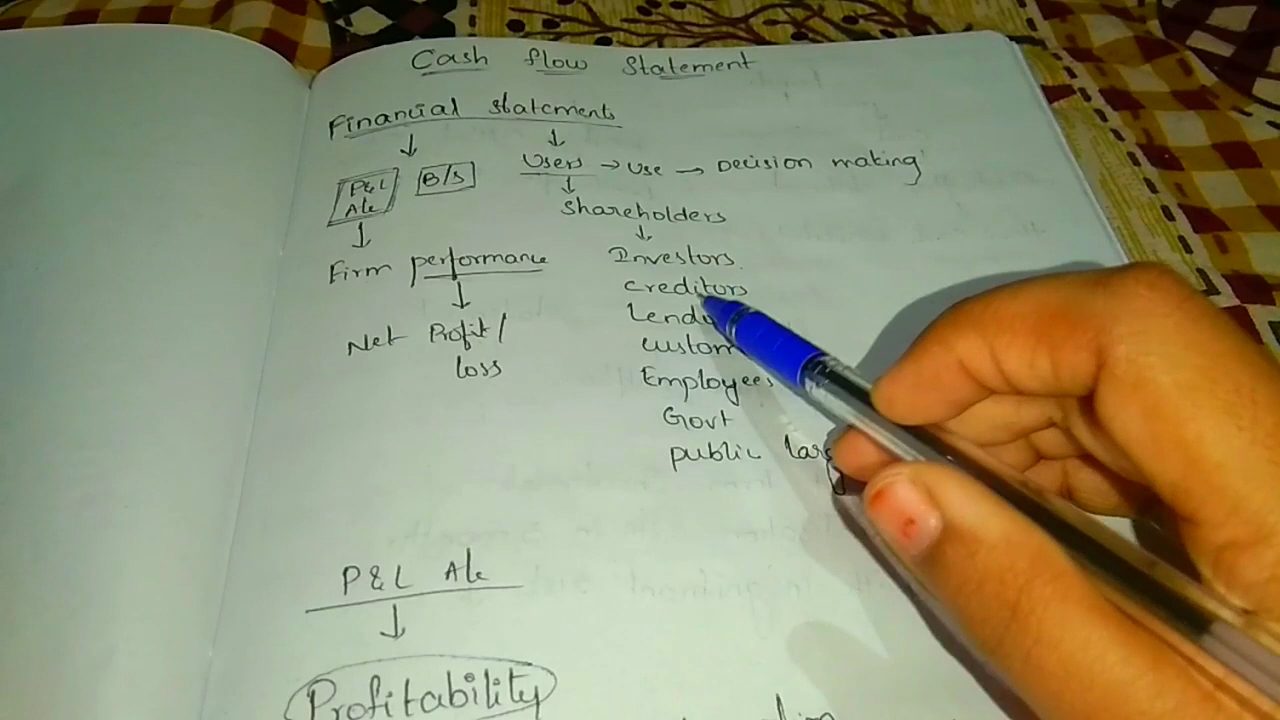 Cash flow Statement
Financial statements
Users → Use → Decision making
P&L
A/c
B/s
Shareholders
Firm performance
Investors
creditors
Net Profit/
loss
Employees
Govt
public
P&L A/c
Profitability